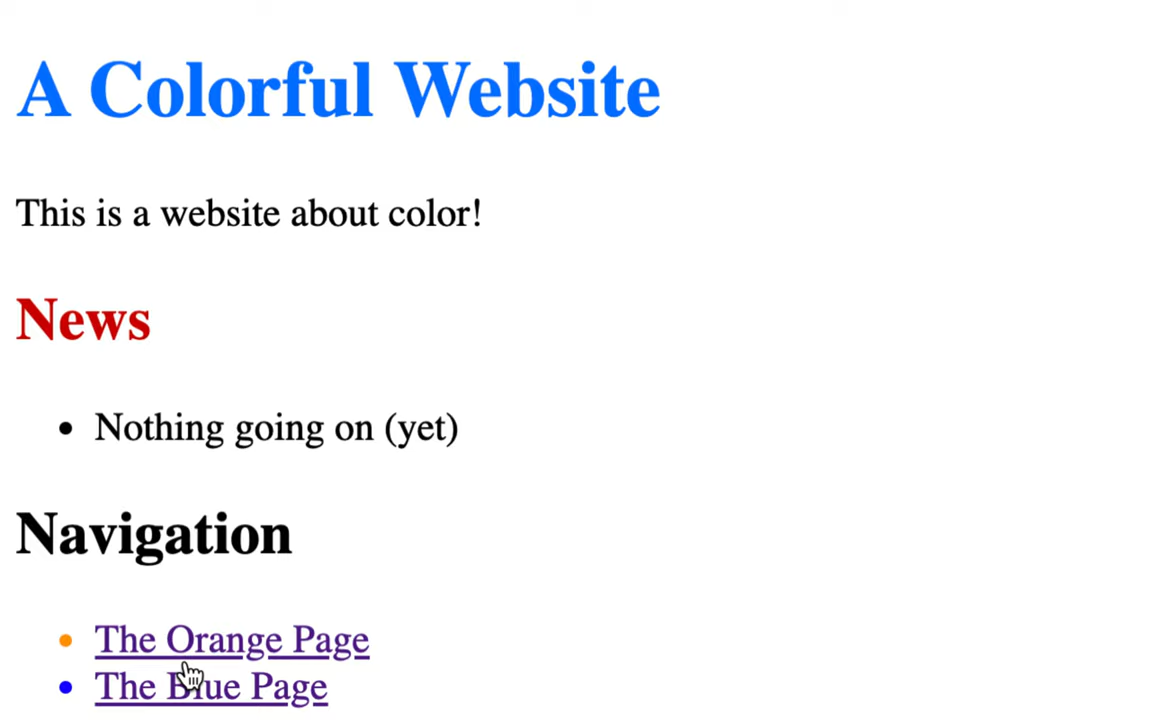 A Colorful Website
This is a website about color!
News
Nothing going on (yet)
Navigation
The Orange Page
The Blue Page